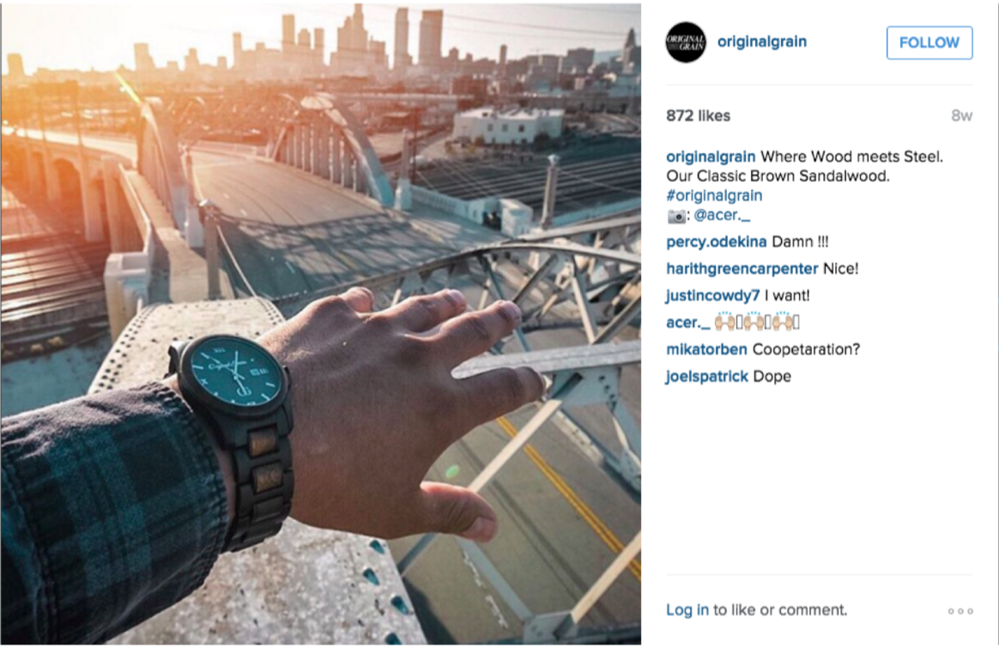 ORIGINAL
GRAIN
originalgrain
FOLLOW
872 likes
8w
originalgrain Where Wood meets Steel.
Our Classic Brown Sandalwood.
#originalgrain
📷: @acer._
percy.odekina Damn !!!
harithgreencarpenter Nice!
justincowdy7 I want!
acer._ 🙌🏼🙌🏼🙌🏼
mikatorben Coopetaration?
joelspatrick Dope
Log in to like or comment.